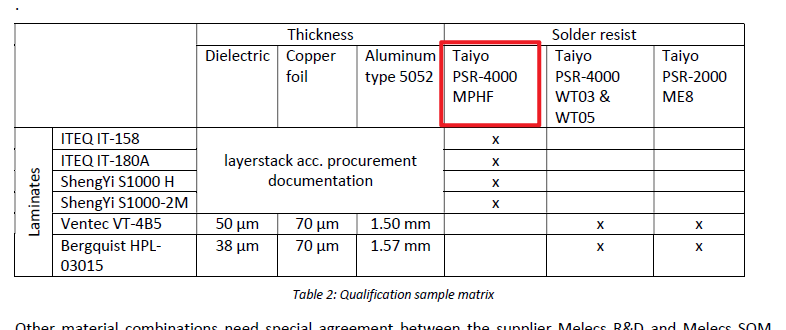 .
Thickness Solder resist
Dielectric Copper foil Aluminum type 5052 Taiyo PSR-4000 MPHF Taiyo PSR-4000 WT03 & WT05 Taiyo PSR-2000 ME8
Laminates
ITEQ IT-158 x
ITEQ IT-180A layerstack acc. procurement x
ShengYi S1000 H documentation x
ShengYi S1000-2M x
Ventec VT-4B5 50 µm 70 µm 1.50 mm x x
Bergquist HPL- 38 µm 70 µm 1.57 mm x x
03015
Table 2: Qualification sample matrix
Other material combinations need special agreement between the supplier Melecs R&D and Melecs SQM